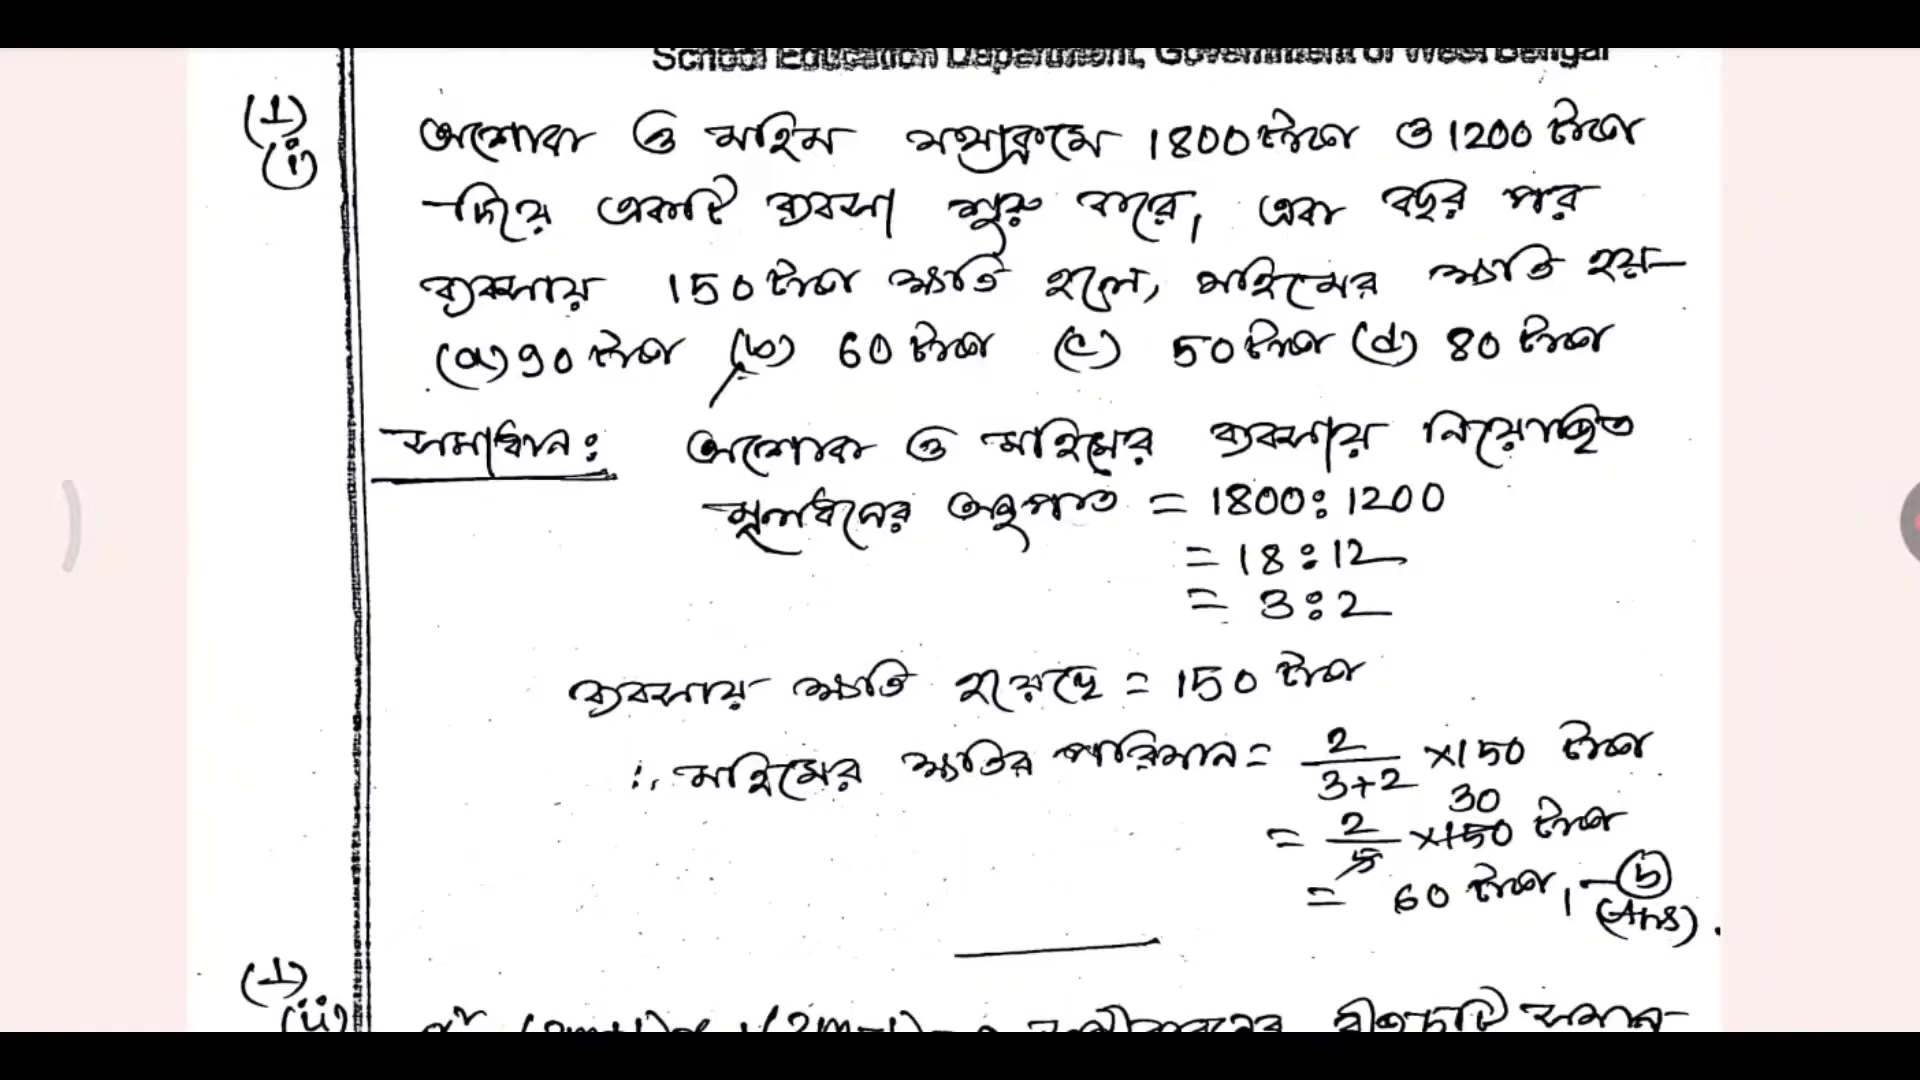 School Education Department, Government of West Bengal
(1)
(i)
অশোক ও মহিম যথাক্রমে 1800 টাকা ও 1200 টাকা
দিয়ে একটি ব্যবসা শুরু করে, এক বছর পর
ব্যবসায় 150 টাকা ক্ষতি হলে, মহিমের ক্ষতি হয়-
(a) 90 টাকা (b) 60 টাকা (c) 50 টাকা (d) 80 টাকা
সমাধান: অশোক ও মহিমের ব্যবসায় নিয়োজিত
মূলধনের অনুপাত = 1800:1200
= 18:12
= 3:2
ব্যবসায় ক্ষতি হয়েছে = 150 টাকা
∴ মহিমের ক্ষতির পরিমান = 2/(3+2) ×150 টাকা
30
= 2/5 ×150 টাকা
= 60 টাকা, - (b)
(Ans).
(1)
(ii)
সমান